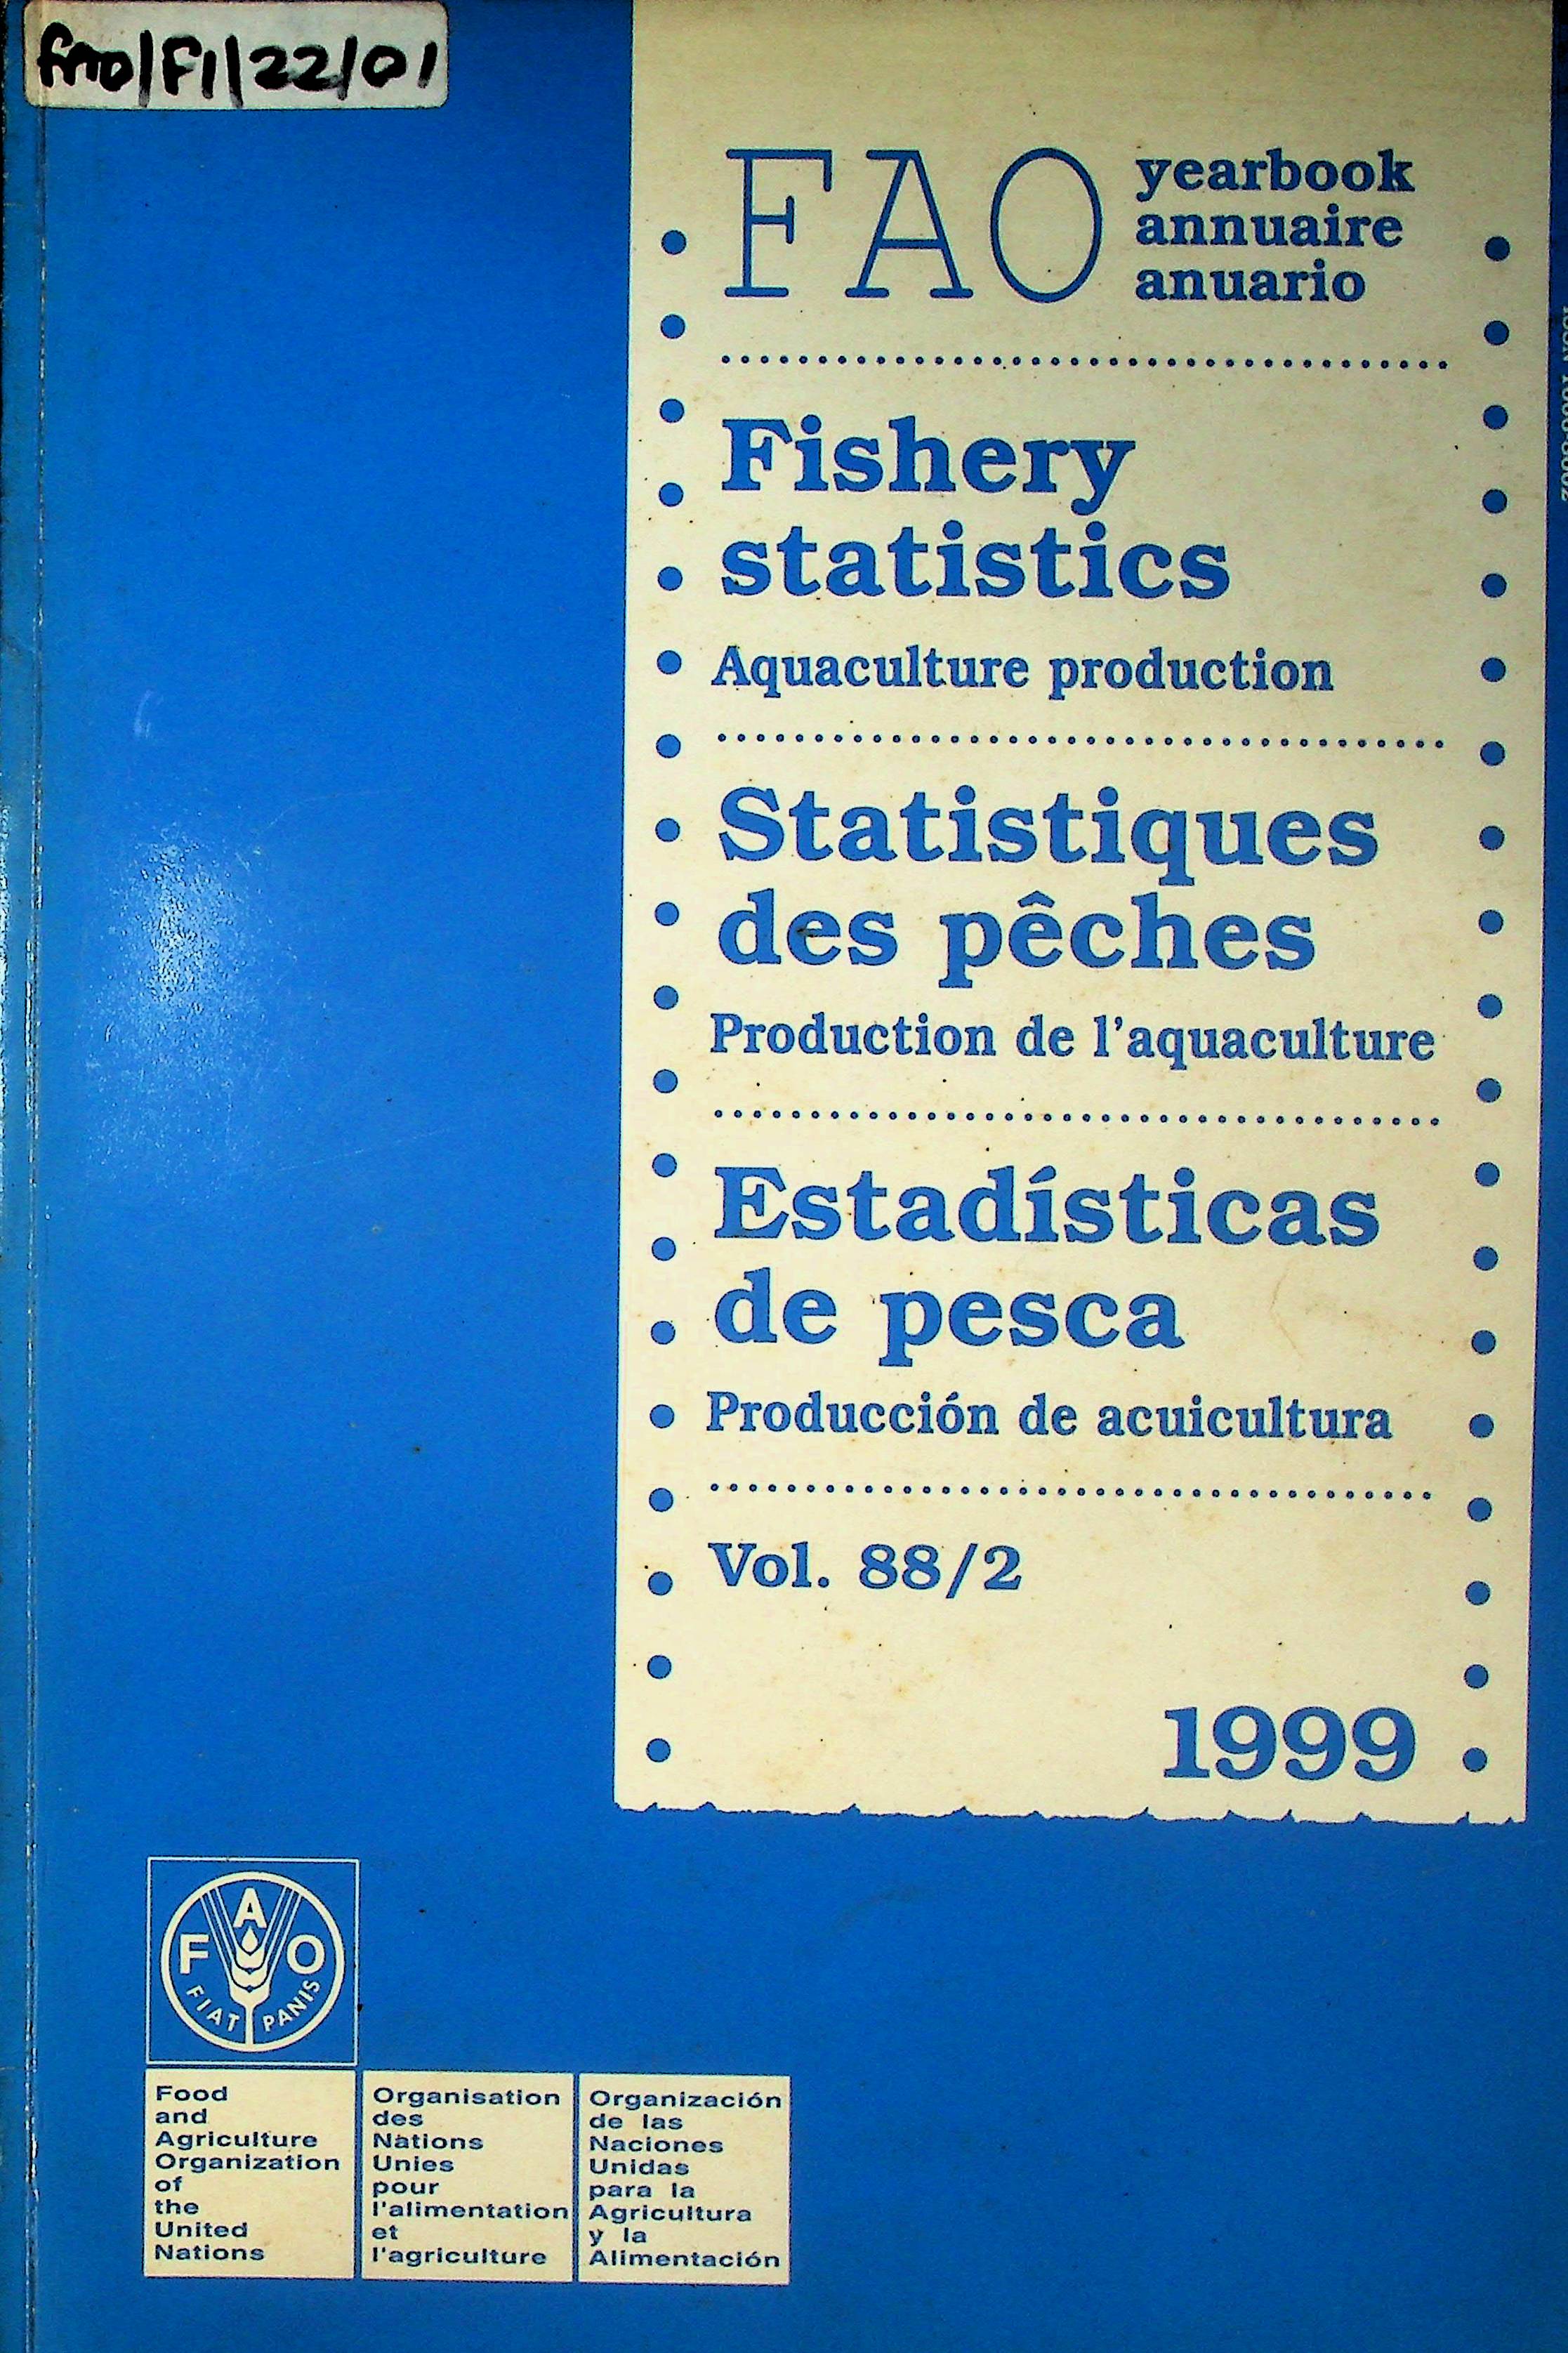 FAO/FI/22/01
FAO
yearbook
annuaire
anuario
Fishery
statistics
Aquaculture production
Statistiques
des pêches
Production de l'aquaculture
Estadísticas
de pesca
Producción de acuicultura
Vol. 88/2
1999
F A O
FIAT PANIS
Food
and
Agriculture
Organization
of
the
United
Nations
Organisation
des
Nations
Unies
pour
l'alimentation
et
l'agriculture
Organización
de las
Naciones
Unidas
para la
Agricultura
y la
Alimentación